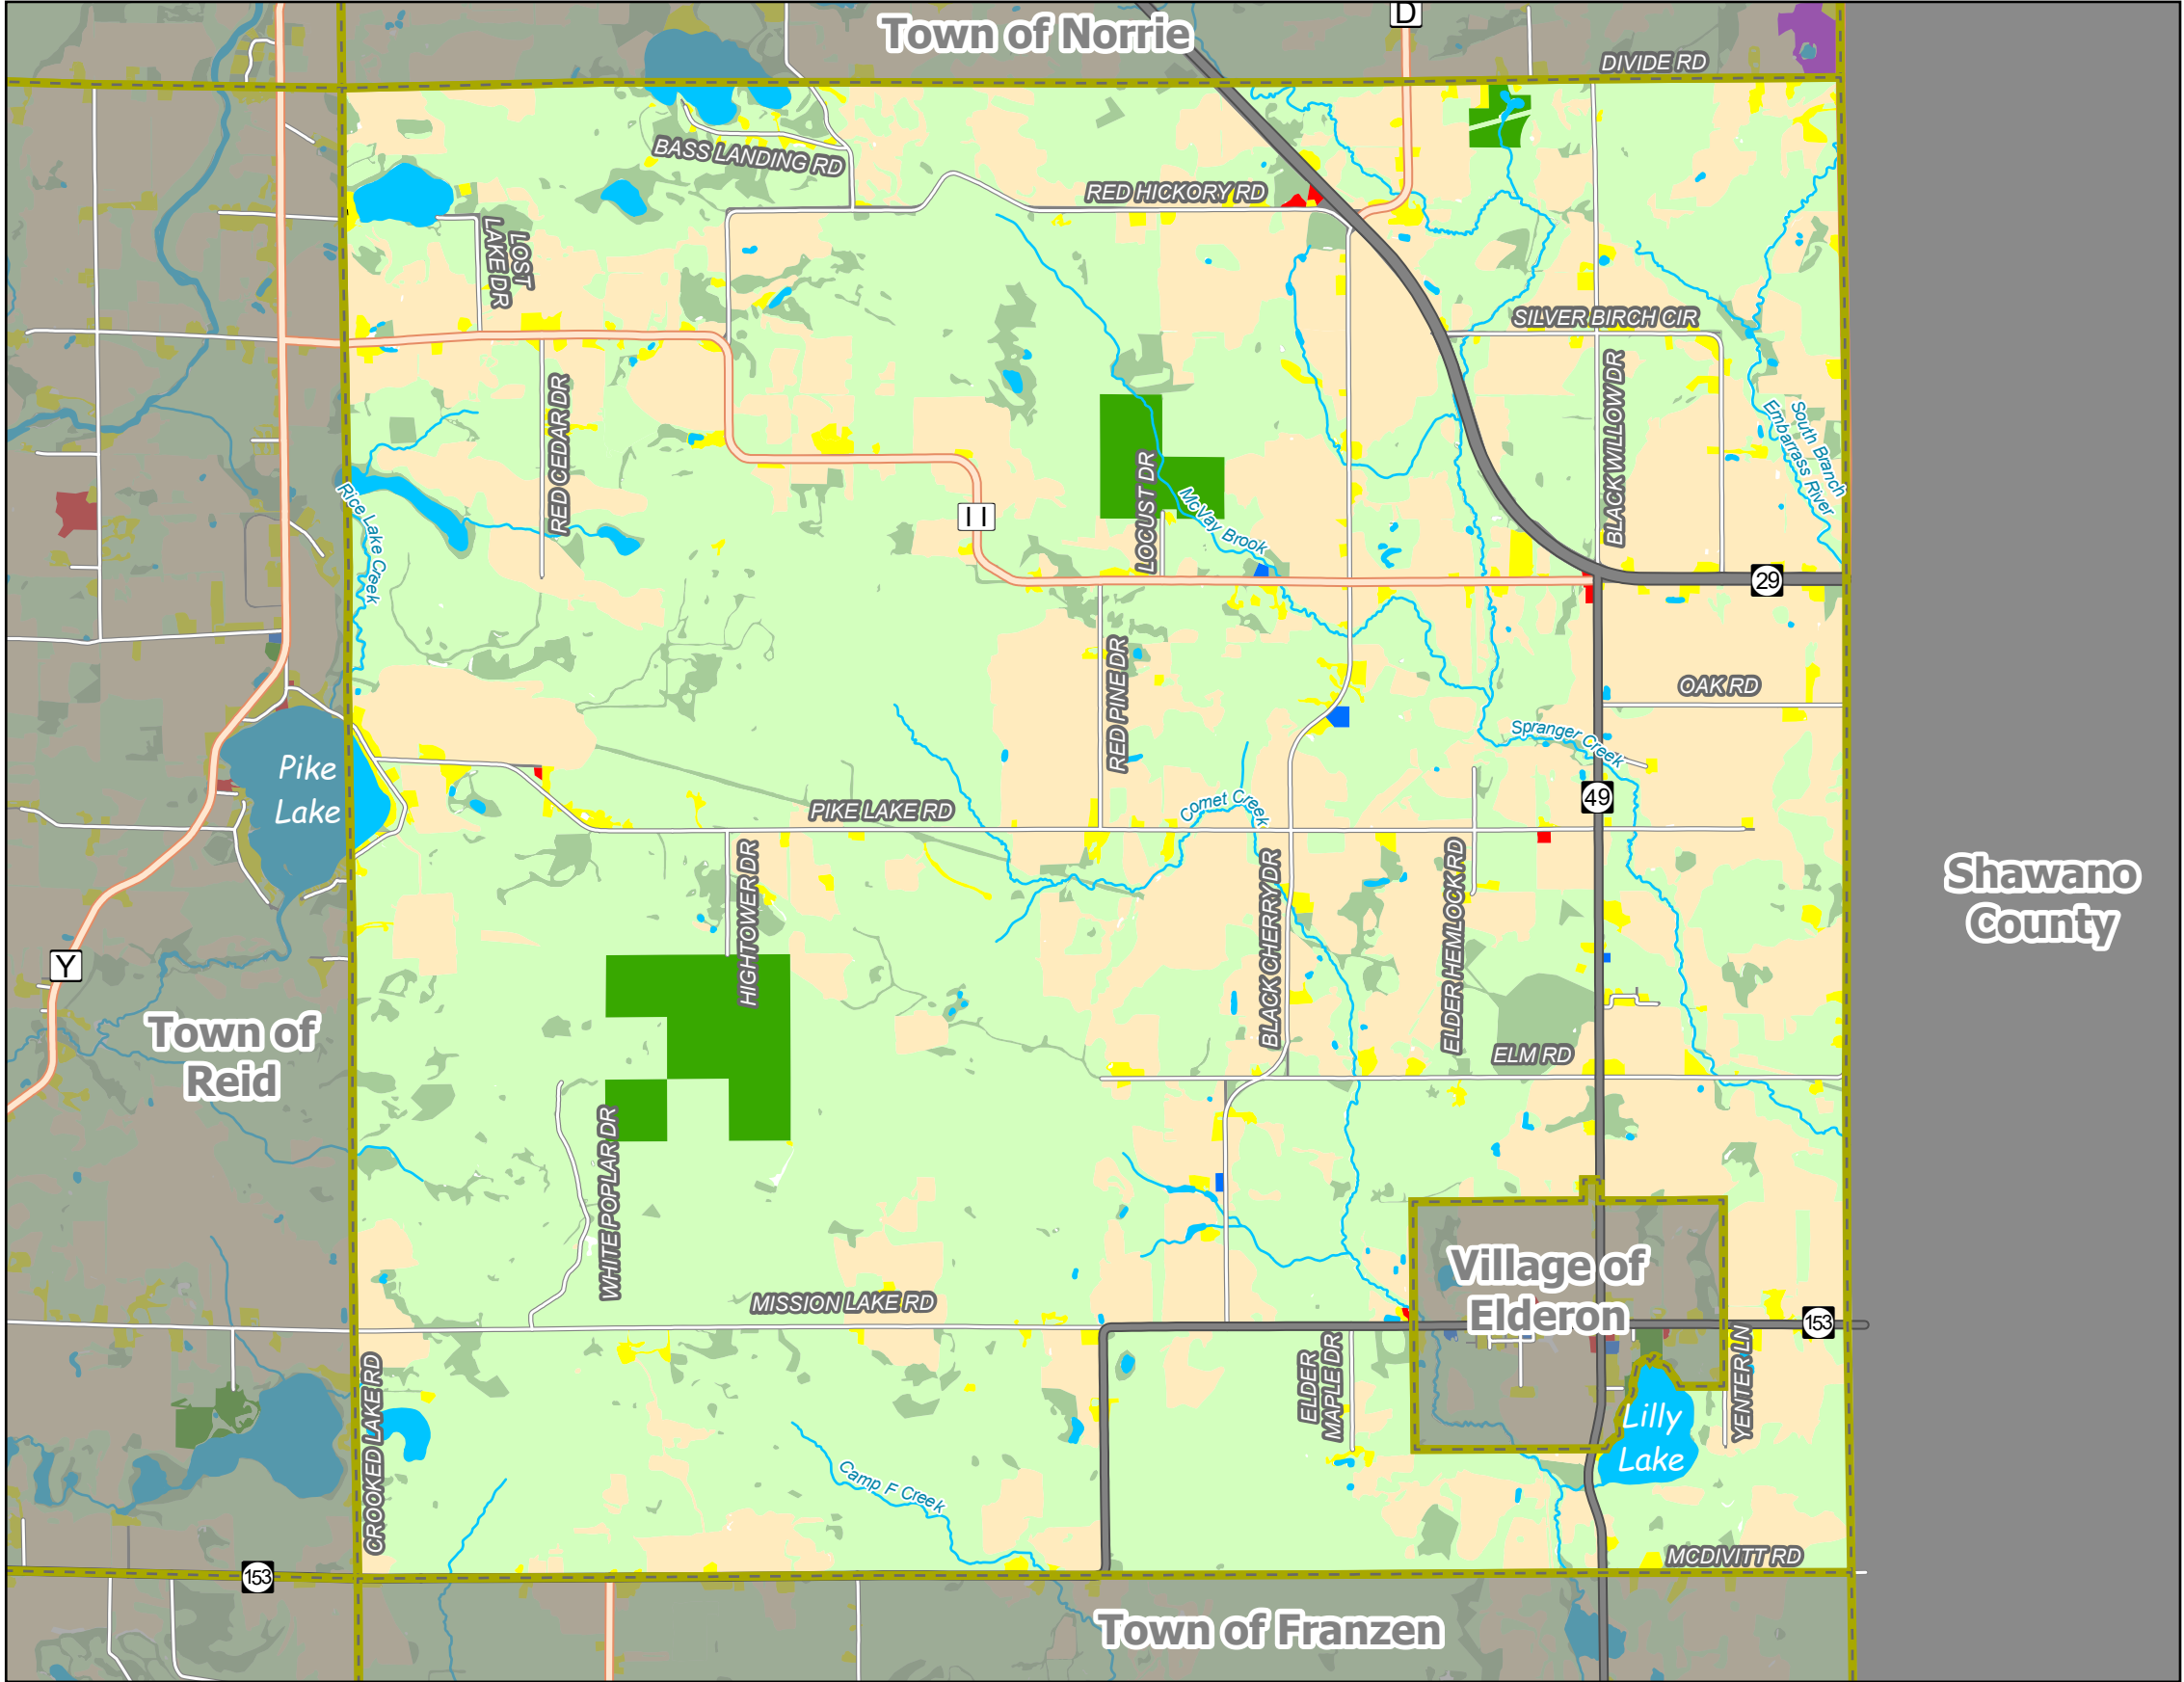 Town of Norrie
D
DIVIDE RD
BASS LANDING RD
RED HICKORY RD
LOST
LAKE DR
SILVER BIRCH CIR
RED CEDAR DR
BLACK WILLOW DR
South Branch
Embarrass River
Rice Lake Creek
II
LOCUST DR
McVay Brook
29
RED PINE DR
OAK RD
Spranger Creek
Pike
Lake
49
PIKE LAKE RD
Comet Creek
HIGHTOWER DR
BLACK CHERRY DR
ELDER HEMLOCK RD
Shawano
County
Y
Town of
Reid
ELM RD
WHITE POPLAR DR
Village of
Elderon
MISSION LAKE RD
153
CROOKED LAKE RD
ELDER
MAPLE DR
YENTER LN
Lilly
Lake
Camp F Creek
MCDIVITT RD
153
Town of Franzen